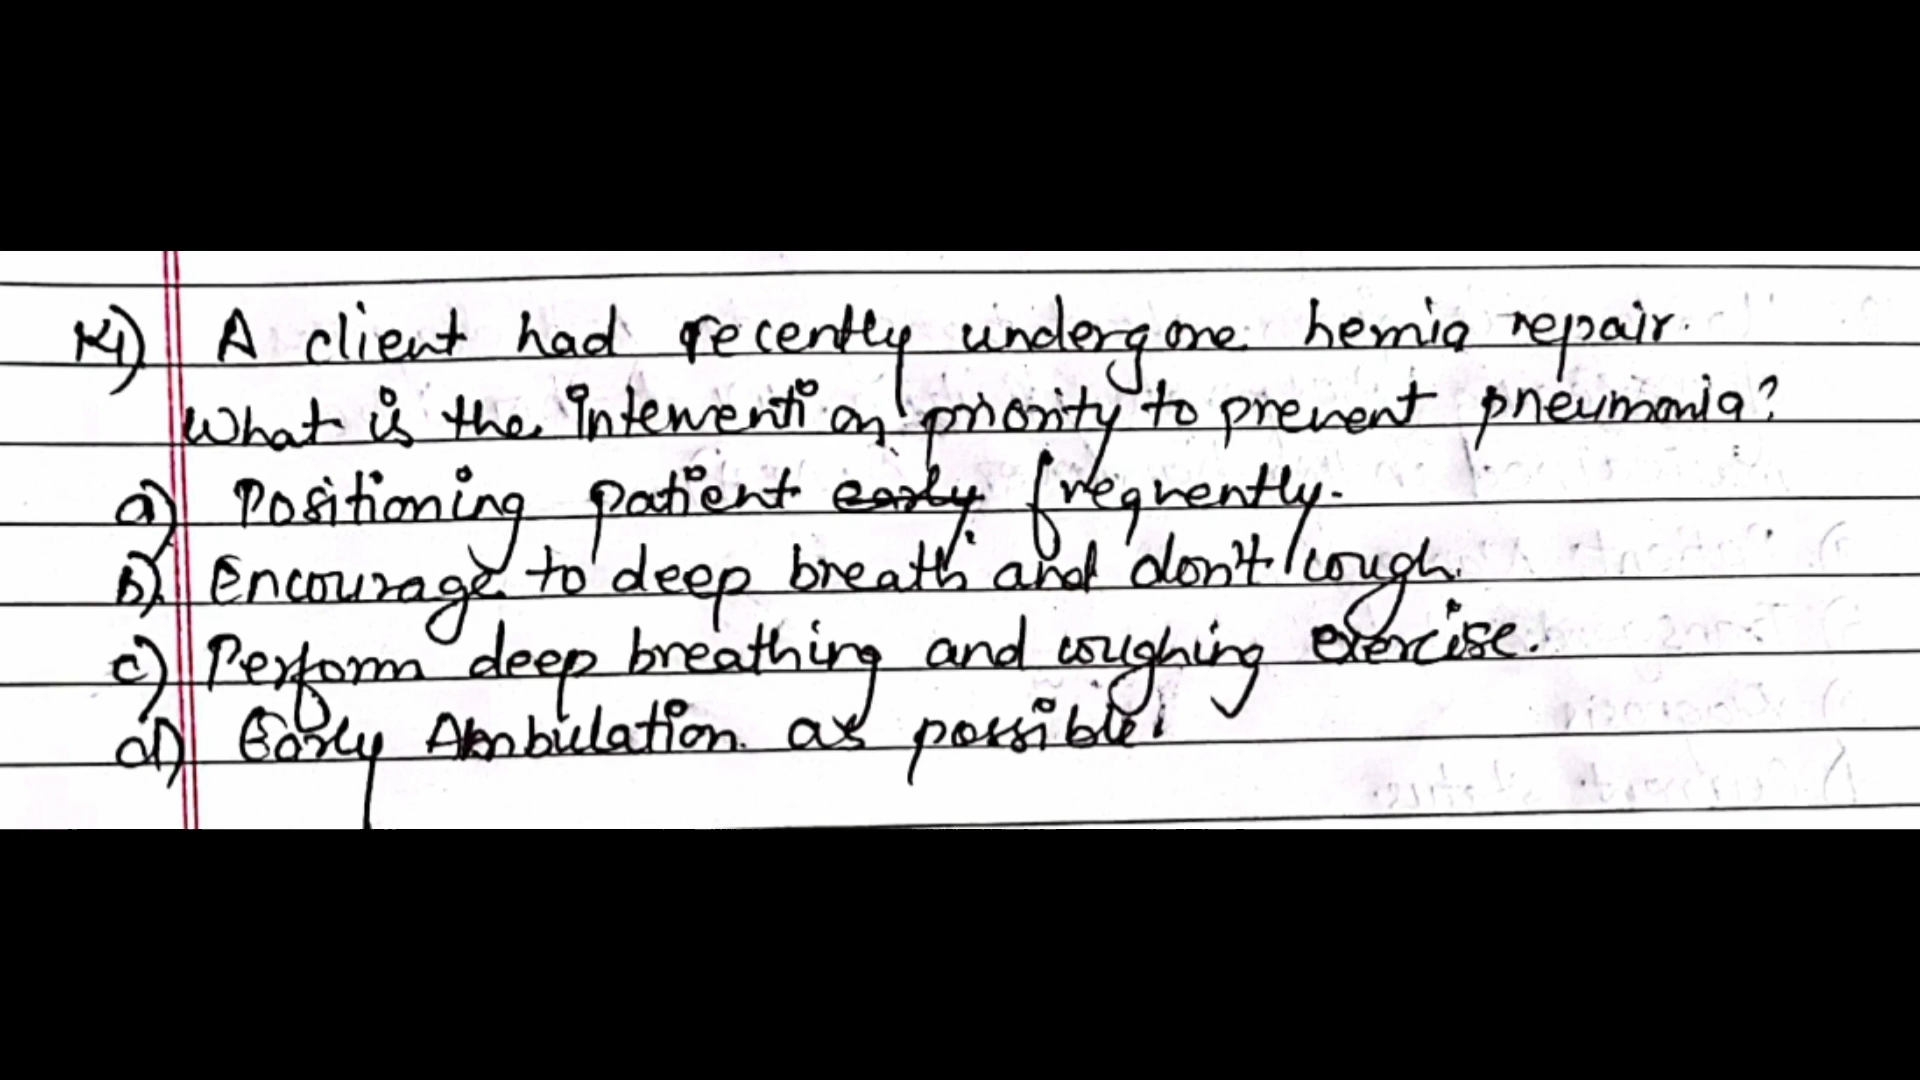 14) A client had recently undergone hernia repair.
What is the intervention priority to prevent pneumonia?
a) Positioning patient early frequently.
b) Encourage to deep breath and don't cough.
c) Perform deep breathing and coughing exercise.
d) Early Ambulation as possible.